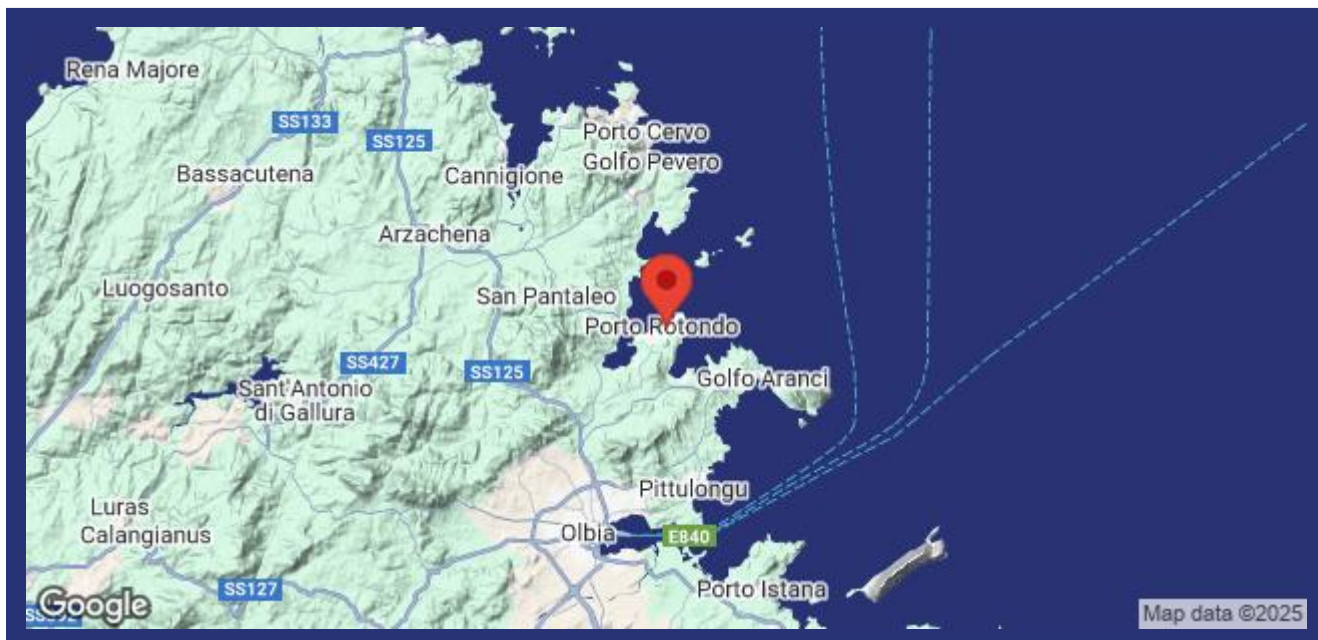 Rena Majore
SS133
SS125
Porto Cervo
Golfo Pevero
Bassacutena
Cannigione
Arzachena
Luogosanto
San Pantaleo
Porto Rotondo
SS427
SS125
Golfo Aranci
Sant'Antonio
di Gallura
Pittulongu
Luras
Calangianus
Olbia
E840
SS127
Porto Istana
Google
Map data ©2025